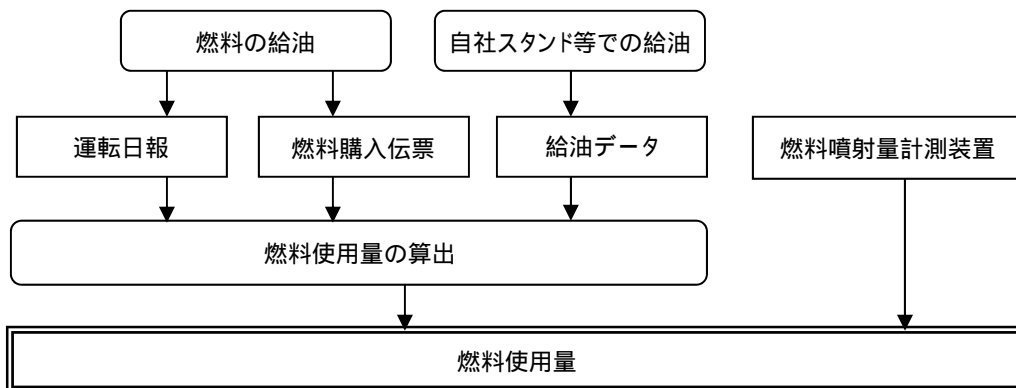 燃料の給油
自社スタンド等での給油
運転日報
燃料購入伝票
給油データ
燃料噴射量計測装置
燃料使用量の算出
燃料使用量